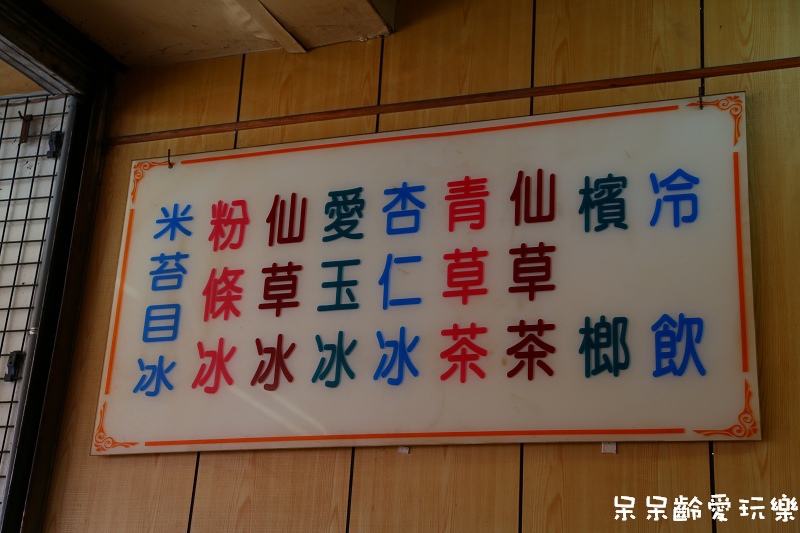 冷飲
檳榔
仙草茶
青草茶
杏仁冰
愛玉冰
仙草冰
粉條冰
米苔目冰
呆呆齡愛玩樂